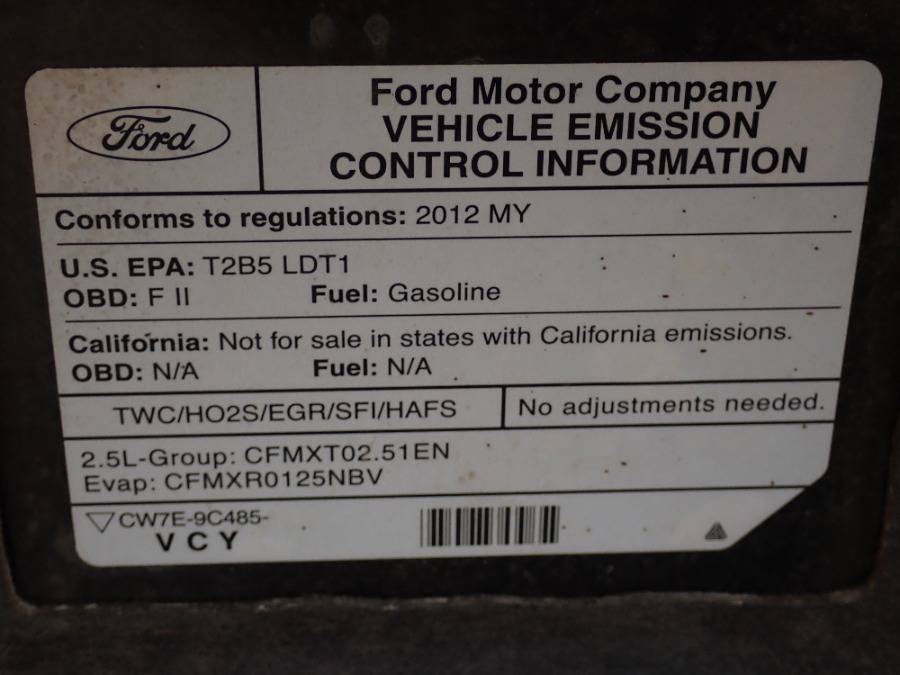 Ford
Ford Motor Company
VEHICLE EMISSION
CONTROL INFORMATION
Conforms to regulations: 2012 MY
U.S. EPA: T2B5 LDT1
OBD: F II Fuel: Gasoline
California: Not for sale in states with California emissions.
OBD: N/A Fuel: N/A
TWC/HO2S/EGR/SFI/HAFS No adjustments needed.
2.5L-Group: CFMXT02.51EN
Evap: CFMXR0125NBV
CW7E-9C485-
V C Y